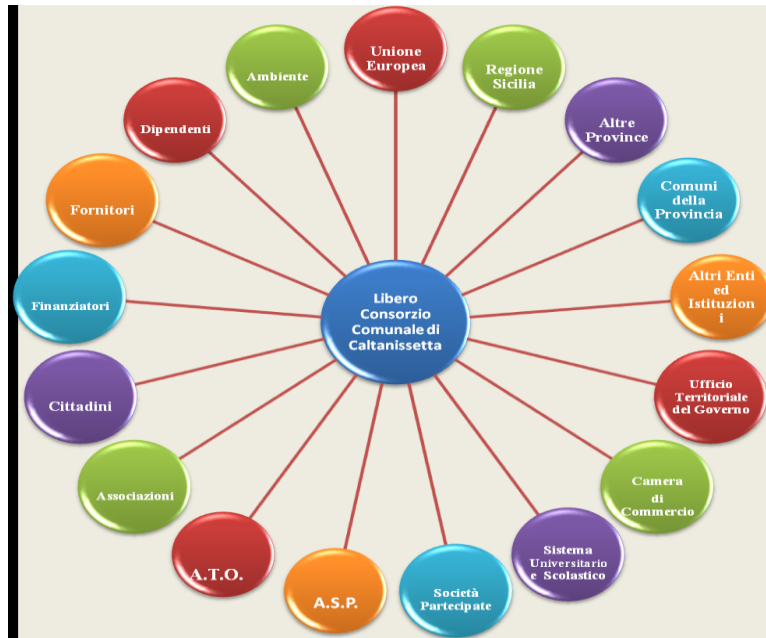 Unione
Europea
Regione
Sicilia
Altre
Province
Comuni
della
Provincia
Altri Enti
ed
Istituzion
i
Ufficio
Territoriale
del Governo
Camera
di
Commercio
Sistema
Universitario
e Scolastico
Società
Partecipate
A.S.P.
A.T.O.
Associazioni
Cittadini
Finanziatori
Fornitori
Dipendenti
Ambiente
Libero
Consorzio
Comunale di
Caltanissetta